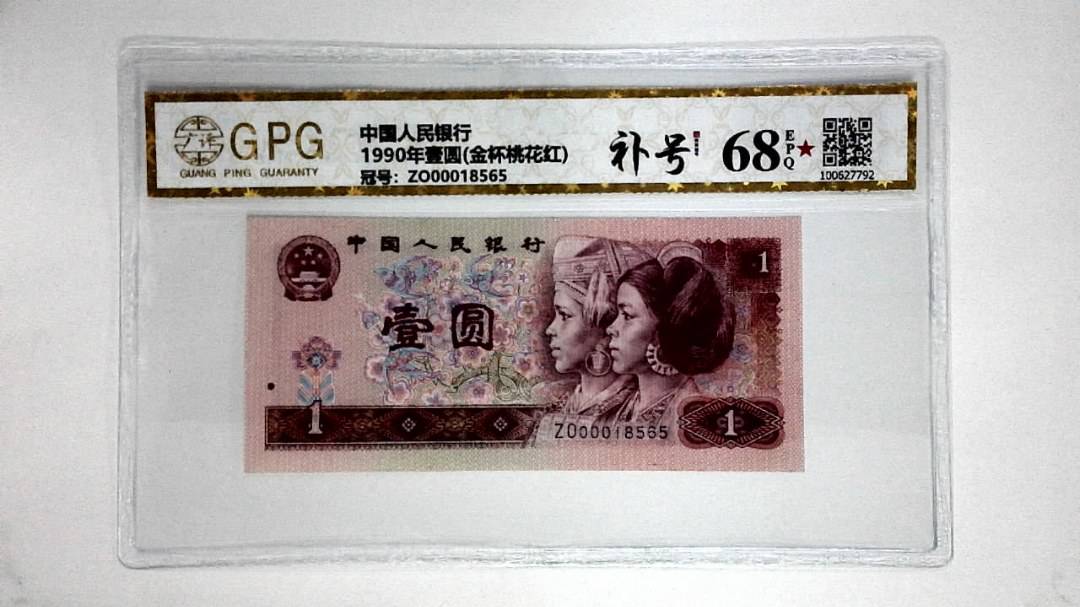 GPG
广评
GUANG PING GUARANTY
中国人民银行
1990年壹圆(金杯桃花红)
冠号：ZO00018565
补号
68
EPQ
100627792
中国人民银行
1
壹圆
1
ZO00018565
1